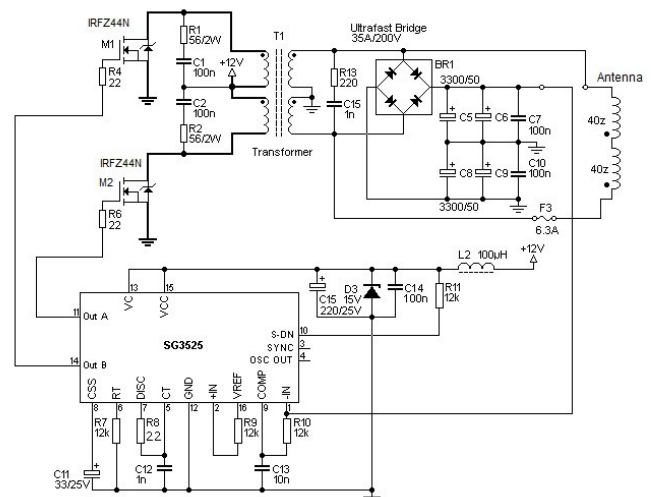 IRFZ44N
M1
R4
22
R1
56/2W
C1
100n
+12V
C2
100n
R2
56/2W
T1
Transformer
R13
220
C15
1n
Ultrafast Bridge
35A/200V
BR1
3300/50
C5
C6
C7
100n
C8
C9
C10
100n
3300/50
Antenna
40z
40z
F3
6.3A
IRFZ44N
M2
R6
22
L2 100µH
+12V
13
15
VC
VCC
C15
220/25V
D3
15V
C14
100n
R11
12k
11
Out A
SG3525
S-DN
10
SYNC
3
OSC OUT
4
14
Out B
CSS
RT
DISC
CT
GND
+IN
VREF
COMP
-IN
8
6
7
5
12
2
16
9
1
R7
12k
R8
22
R9
12k
R10
12k
C11
33/25V
C12
1n
C13
10n